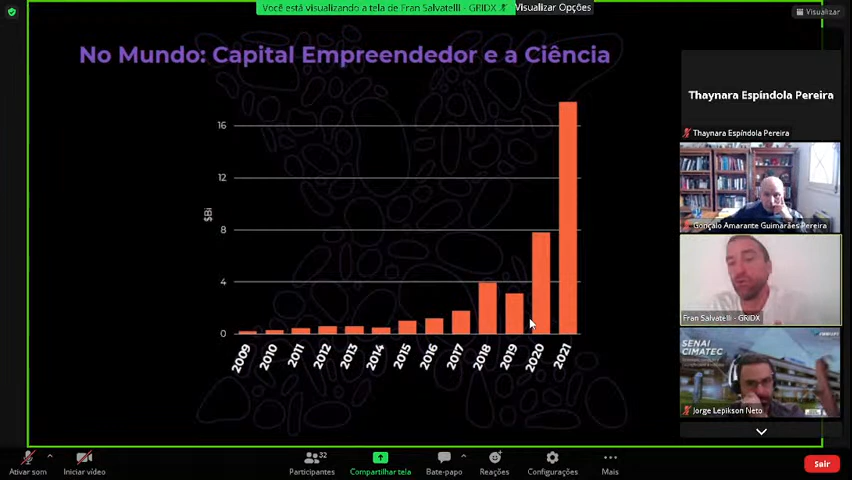 Você está visualizando a tela de Fran Salvatelli - GRIDX
Visualizar Opções
Visualizar
No Mundo: Capital Empreendedor e a Ciência
16
12
8
4
0
$Bi
2009
2010
2011
2012
2013
2014
2015
2016
2017
2018
2019
2020
2021
Thaynara Espíndola Pereira
Thaynara Espíndola Pereira
Gonçalo Amarante Guimarães Pereira
Fran Salvatelli - GRIDX
SENAI
CIMATEC
Jorge Lepikson Neto
Ativar som
Iniciar vídeo
32
Participantes
Compartilhar tela
Bate-papo
Reações
Configurações
Mais
Sair